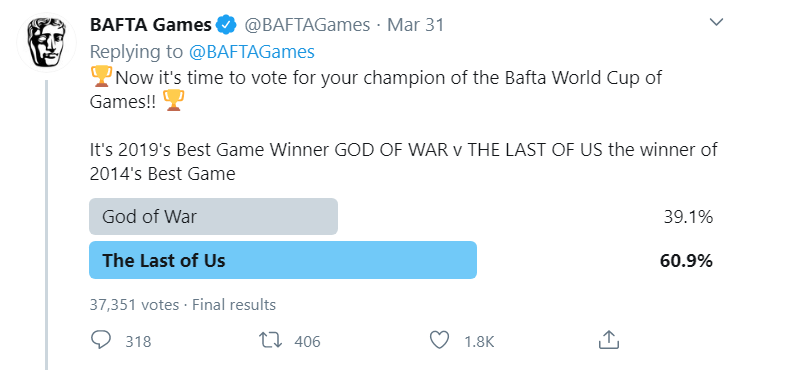 BAFTA Games @BAFTAGames · Mar 31
Replying to @BAFTAGames
🏆Now it's time to vote for your champion of the Bafta World Cup of
Games!! 🏆
It's 2019's Best Game Winner GOD OF WAR v THE LAST OF US the winner of
2014's Best Game
God of War 39.1%
The Last of Us 60.9%
37,351 votes · Final results
318 406 1.8K